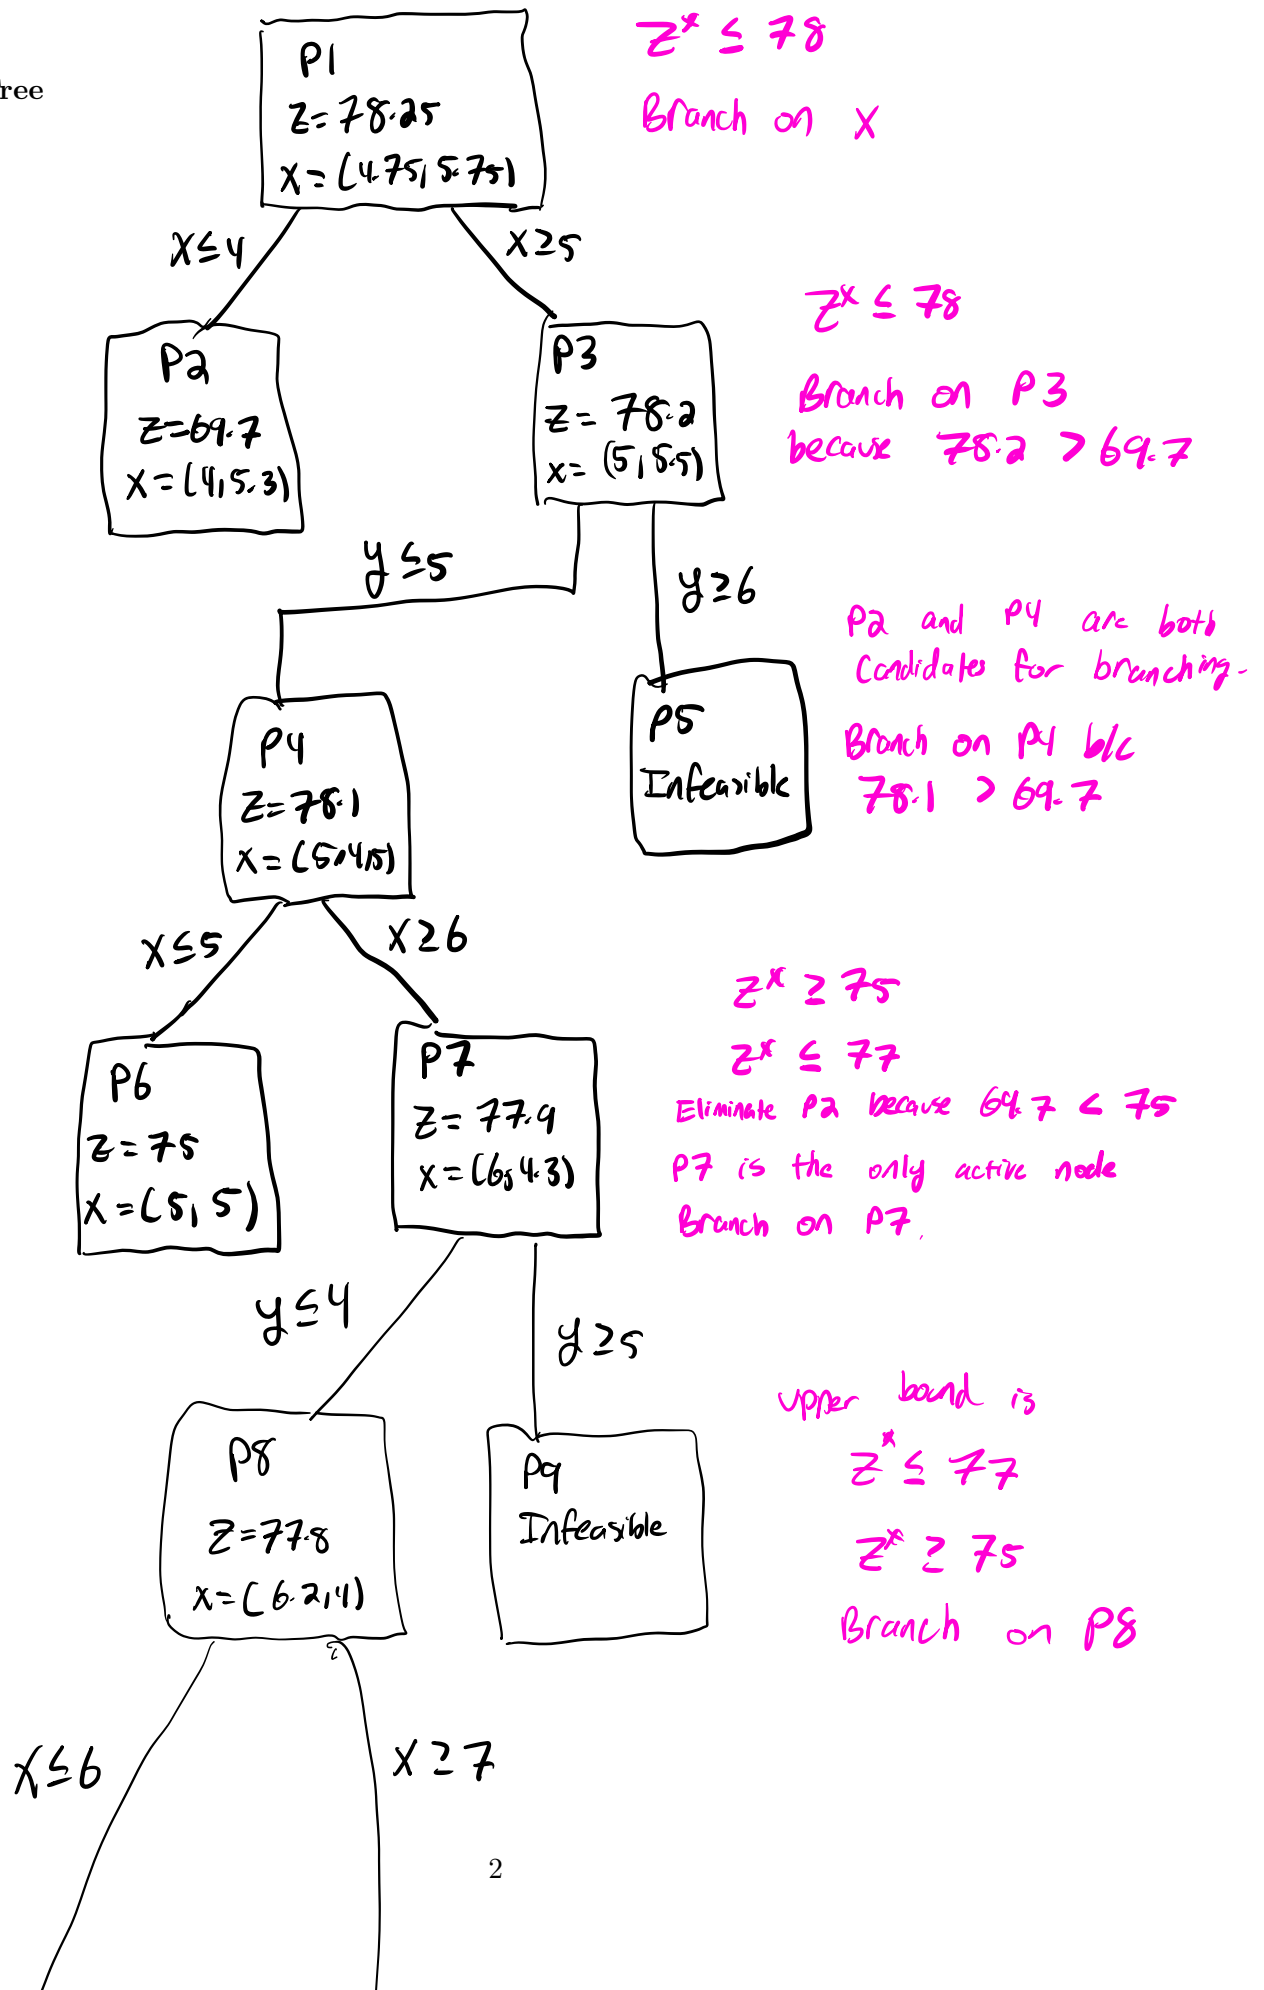 ree
P1
z=78.25
x=(4.75, 5.75)
z* ≤ 78
Branch on x
x≤4
x≥5
P2
z=69.7
x=(4,5.3)
P3
z=78.2
x=(5,5.5)
z* ≤ 78
Branch on P3
because 78.2 > 69.7
y≤5
y≥6
P4
z=78.1
x=(5.4,5)
P5
Infeasible
P2 and P4 are both
candidates for branching.
Branch on P4 b/c
78.1 > 69.7
x≤5
x≥6
P6
z=75
x=(5, 5)
P7
z=77.9
x=(6,4.3)
z* ≥ 75
z* ≤ 77
Eliminate P2 because 69.7 < 75
P7 is the only active node
Branch on P7.
y≤4
y≥5
P8
z=77.8
x=(6.2,4)
P9
Infeasible
upper bound is
z* ≤ 77
z* ≥ 75
Branch on P8
x≤6
x≥7
2